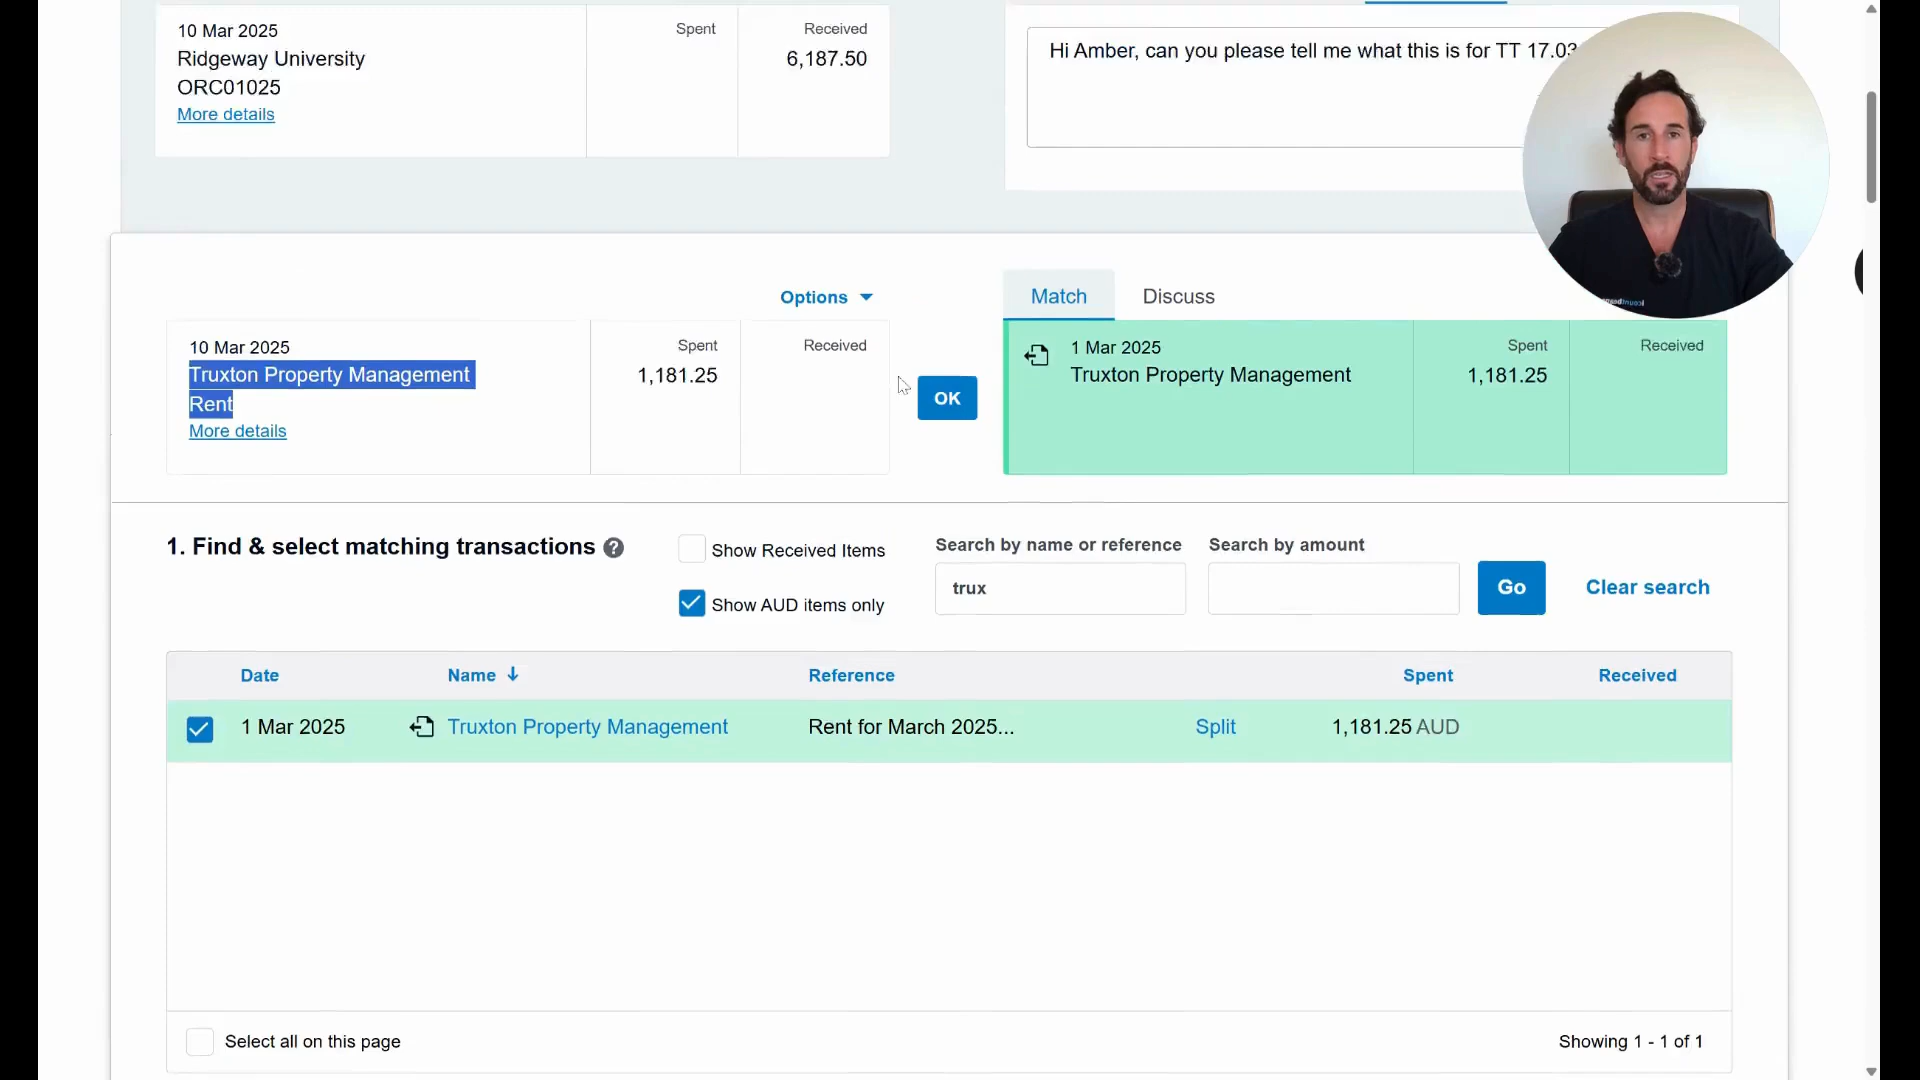 10 Mar 2025
Ridgeway University
ORC01025
More details
Spent
Received
6,187.50
Hi Amber, can you please tell me what this is for TT 17.03
Options
10 Mar 2025
Truxton Property Management
Rent
More details
Spent
1,181.25
Received
OK
Match
Discuss
1 Mar 2025
Truxton Property Management
Spent
1,181.25
Received
1. Find & select matching transactions ?
Show Received Items
Show AUD items only
Search by name or reference
trux
Search by amount
Go
Clear search
Date Name Reference Spent Received
1 Mar 2025 Truxton Property Management Rent for March 2025... Split 1,181.25 AUD
Select all on this page
Showing 1 - 1 of 1